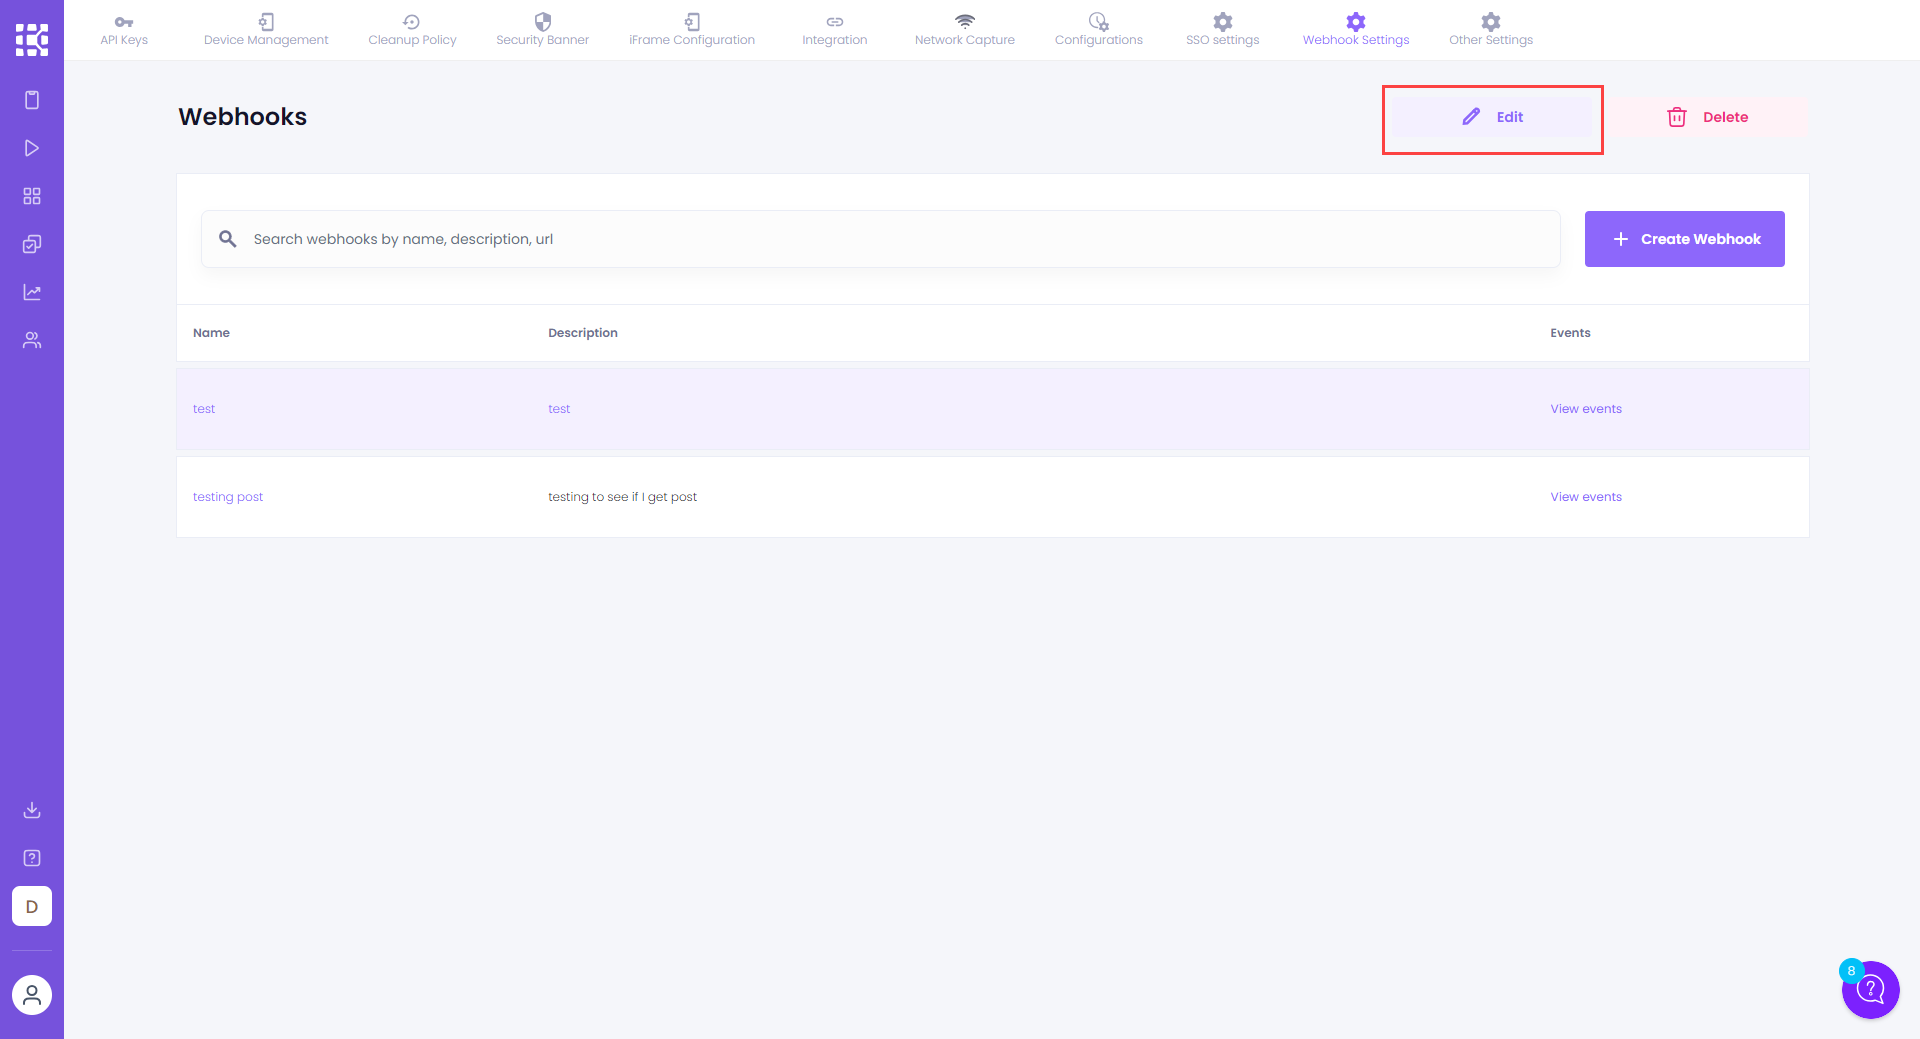 API Keys
Device Management
Cleanup Policy
Security Banner
iFrame Configuration
Integration
Network Capture
Configurations
SSO settings
Webhook Settings
Other Settings
Webhooks
Edit
Delete
Search webhooks by name, description, url
Create Webhook
Name Description Events
test test View events
testing post testing to see if I get post View events
D
8